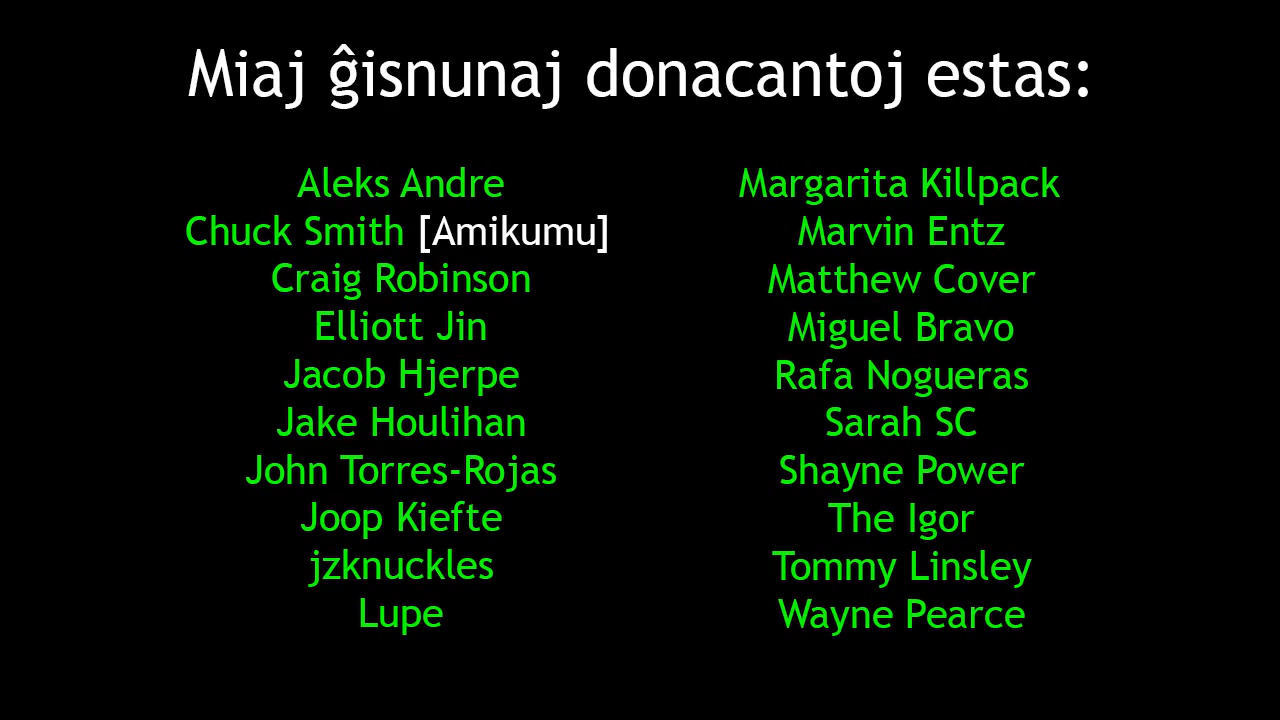 Miaj ĝisnunaj donacantoj estas:
Aleks Andre
Chuck Smith [Amikumu]
Craig Robinson
Elliott Jin
Jacob Hjerpe
Jake Houlihan
John Torres-Rojas
Joop Kiefte
jzknuckles
Lupe
Margarita Killpack
Marvin Entz
Matthew Cover
Miguel Bravo
Rafa Nogueras
Sarah SC
Shayne Power
The Igor
Tommy Linsley
Wayne Pearce